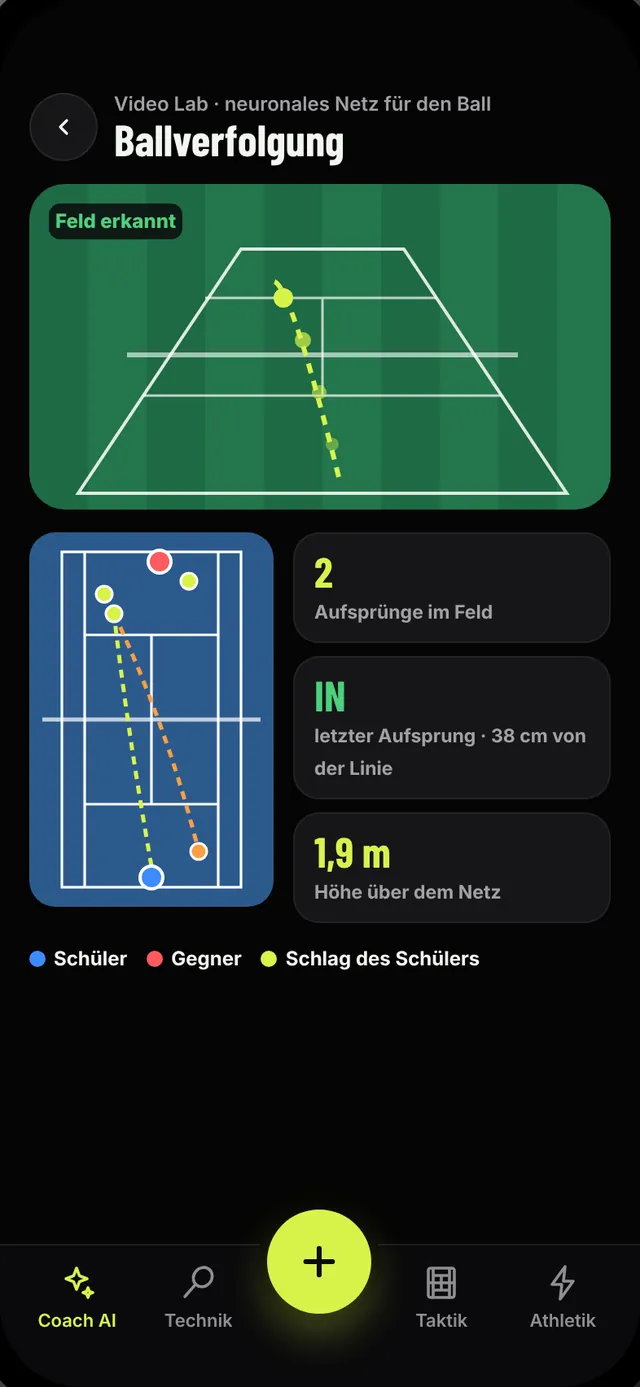 Video Lab · neuronales Netz für den Ball
Ballverfolgung
Feld erkannt
2
Aufsprünge im Feld
IN
letzter Aufsprung · 38 cm von
der Linie
1,9 m
Höhe über dem Netz
Schüler
Gegner
Schlag des Schülers
Coach AI
Technik
Taktik
Athletik